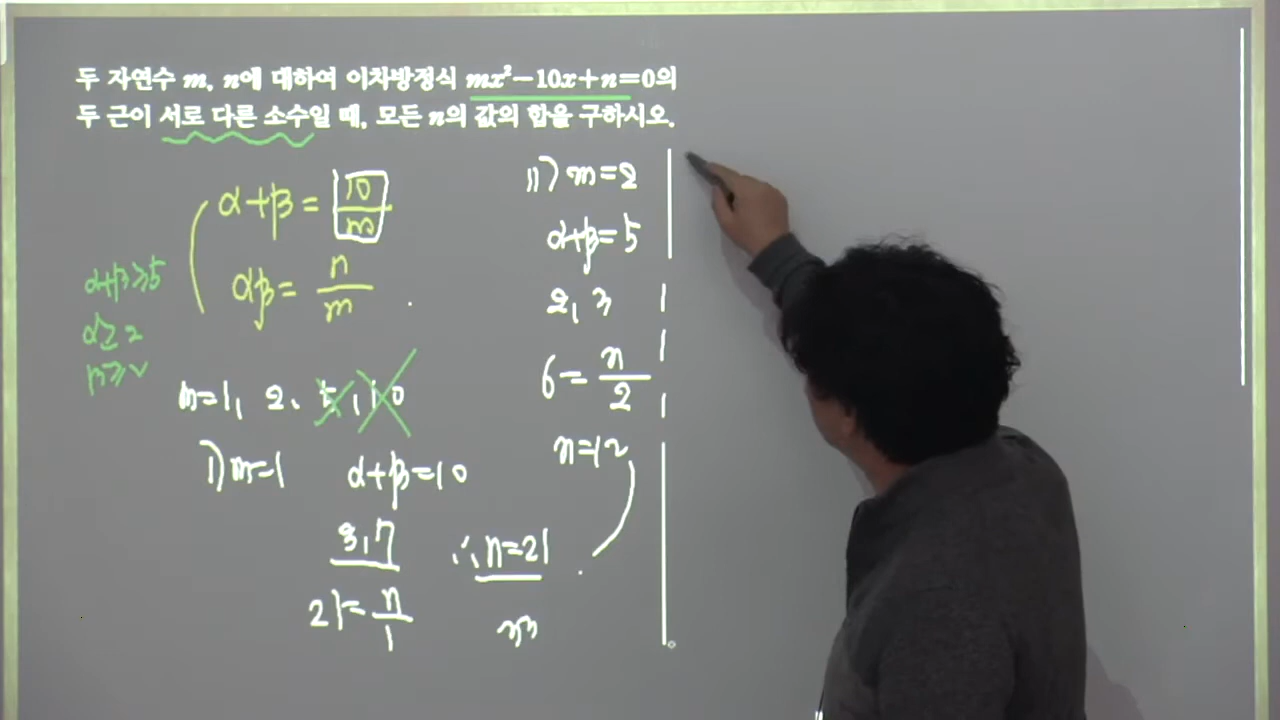 두 자연수 m, n에 대하여 이차방정식 mx²-10x+n=0의
두 근이 서로 다른 소수일 때, 모든 n의 값의 합을 구하시오.
α+β = 10/m
αβ = n/m
α+β≥5
α≥2
β≥2
m=1, 2, 5, 10
i) m=1 α+β=10
3, 7
21 = n/1
∴ n=21
33
ii) m=2
α+β=5
2, 3
6 = n/2
n=12